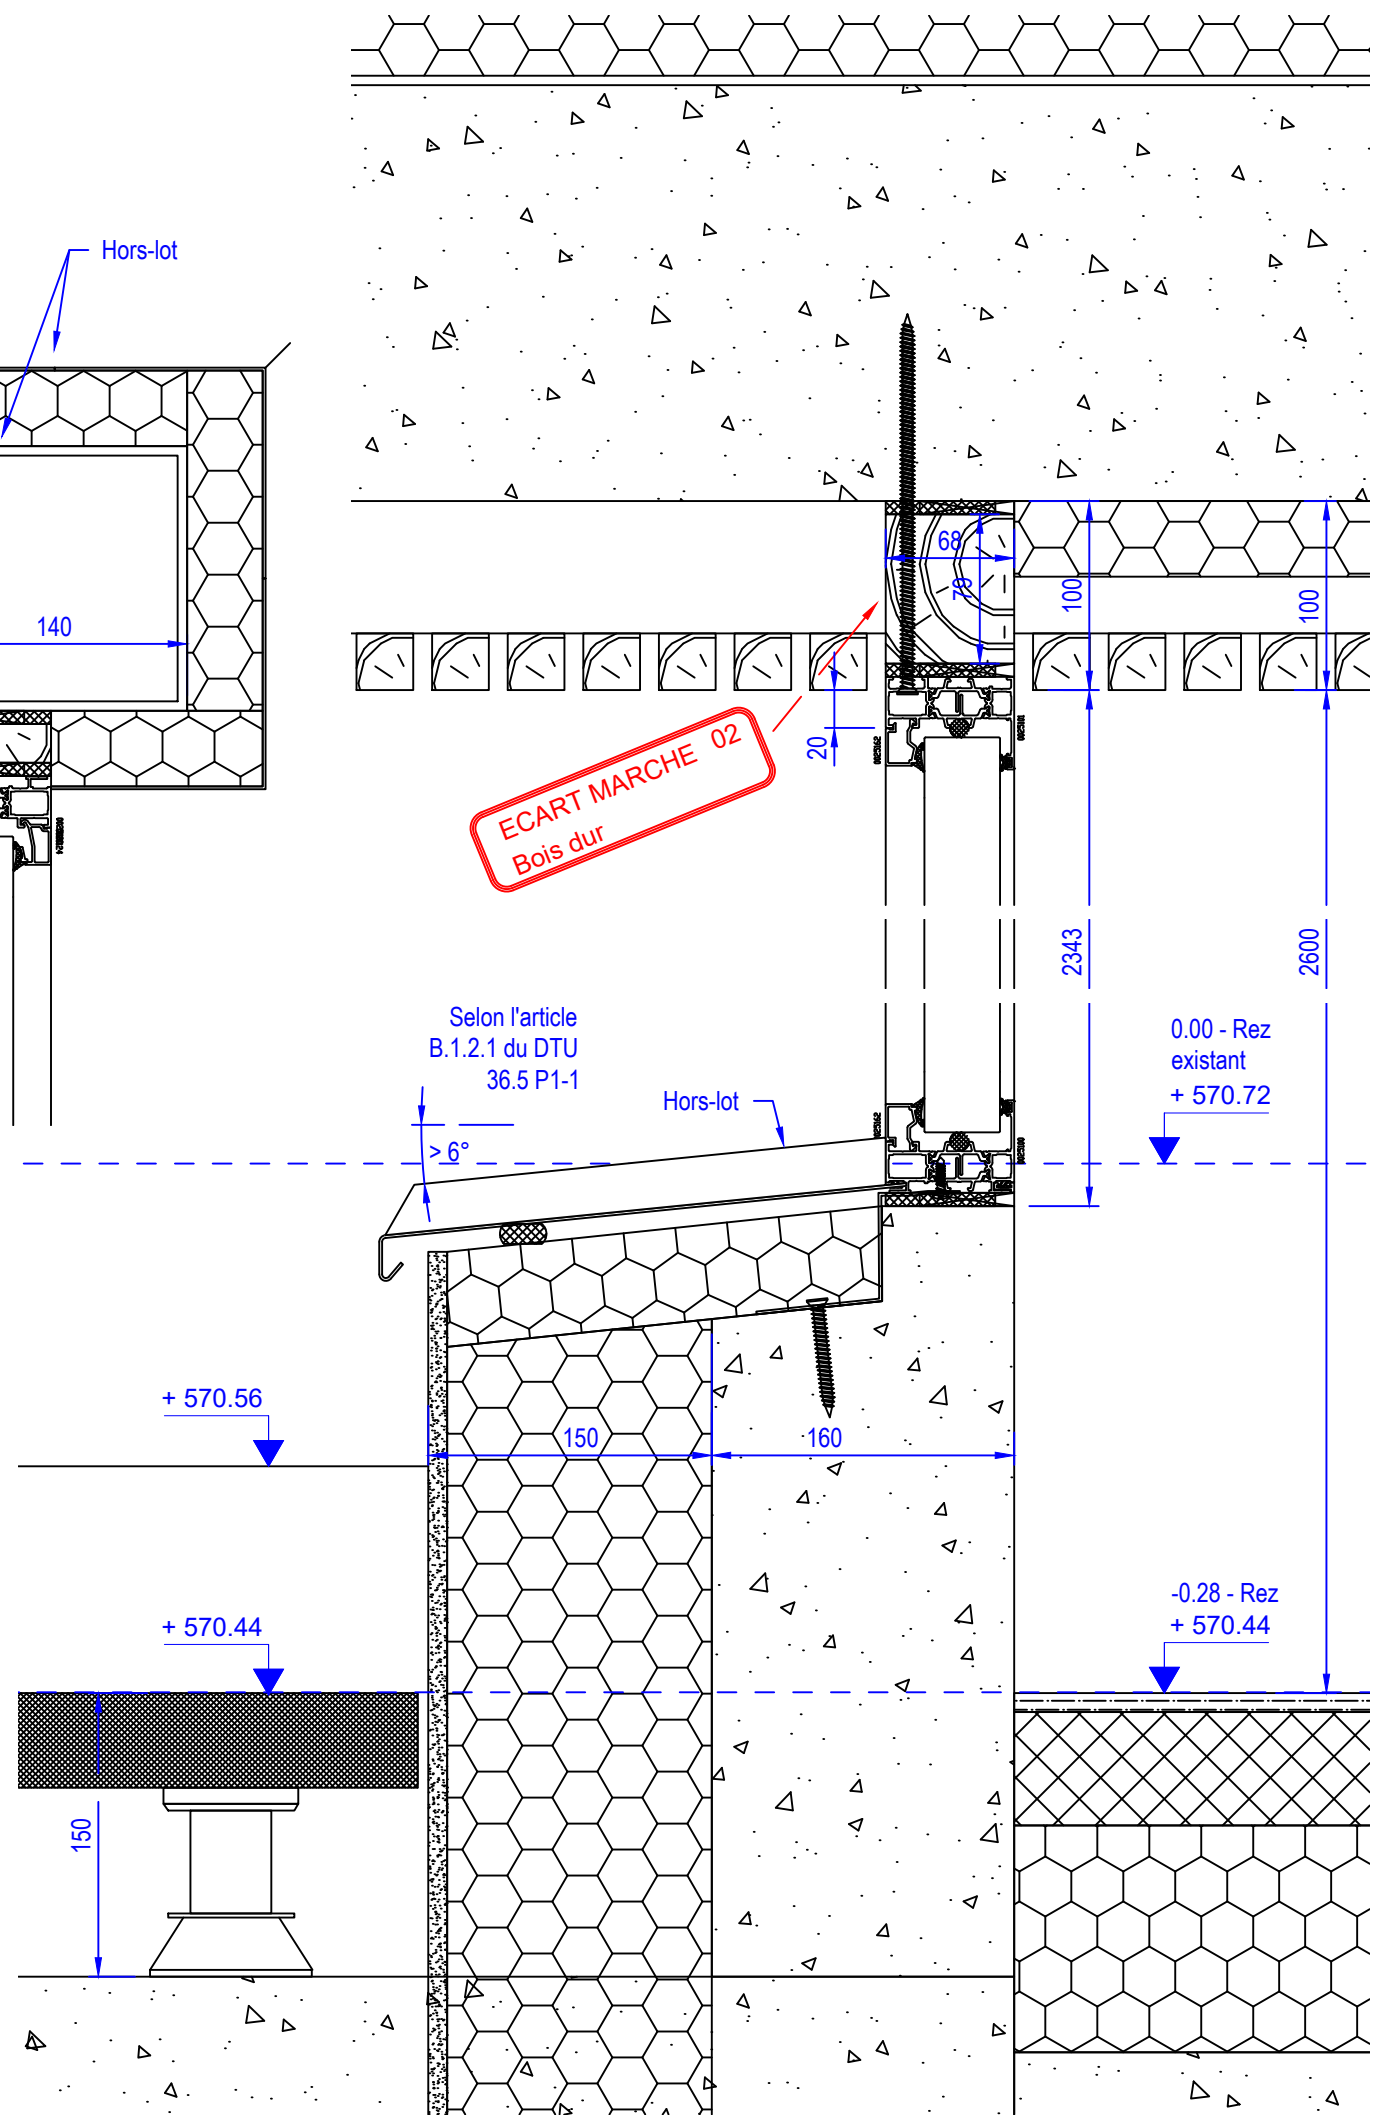 Hors-lot
140
68
79
100
100
20
ECART MARCHE 02
Bois dur
2343
2600
Selon l'article
B.1.2.1 du DTU
36.5 P1-1
> 6°
Hors-lot
0.00 - Rez
existant
+ 570.72
+ 570.56
150
160
+ 570.44
-0.28 - Rez
+ 570.44
150